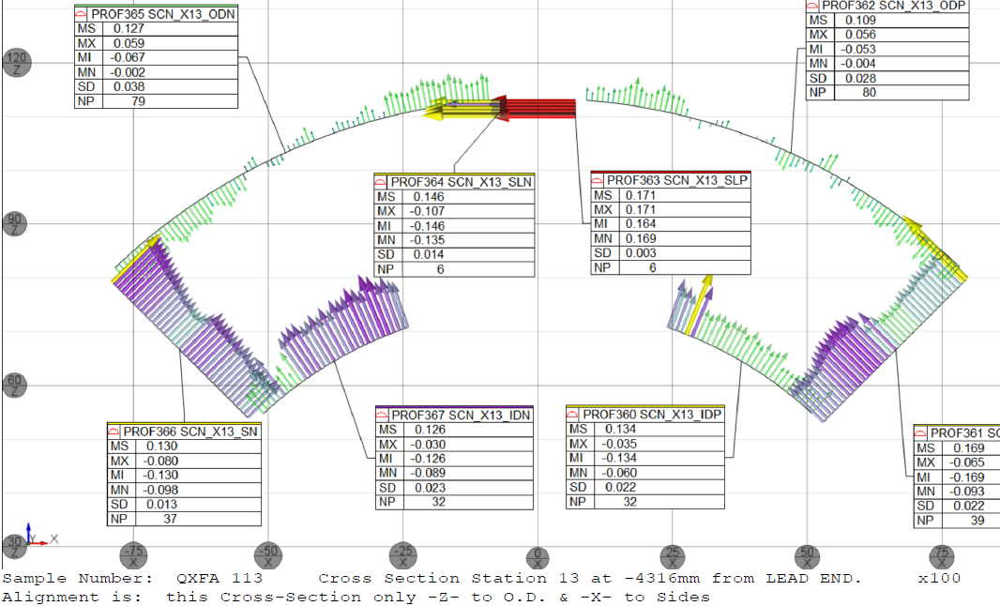 PROF365 SCN_X13_ODN
MS 0.127
MX 0.059
MI -0.067
MN -0.002
SD 0.038
NP 79
PROF362 SCN_X13_ODP
MS 0.109
MX 0.056
MI -0.053
MN -0.004
SD 0.028
NP 80
120
Z
PROF364 SCN_X13_SLN
MS 0.146
MX -0.107
MI -0.146
MN -0.135
SD 0.014
NP 6
PROF363 SCN_X13_SLP
MS 0.171
MX 0.171
MI 0.164
MN 0.169
SD 0.003
NP 6
90
Z
60
Z
PROF366 SCN_X13_SN
MS 0.130
MX -0.080
MI -0.130
MN -0.098
SD 0.013
NP 37
PROF367 SCN_X13_IDN
MS 0.126
MX -0.030
MI -0.126
MN -0.089
SD 0.023
NP 32
PROF360 SCN_X13_IDP
MS 0.134
MX -0.035
MI -0.134
MN -0.060
SD 0.022
NP 32
PROF361 SC
MS 0.169
MX -0.065
MI -0.169
MN -0.093
SD 0.022
NP 39
30
Z
Y X
-75
X
-50
X
-25
X
0
X
25
X
50
X
75
X
Sample Number: QXFA 113 Cross Section Station 13 at -4316mm from LEAD END. x100
Alignment is: this Cross-Section only -Z- to O.D. & -X- to Sides